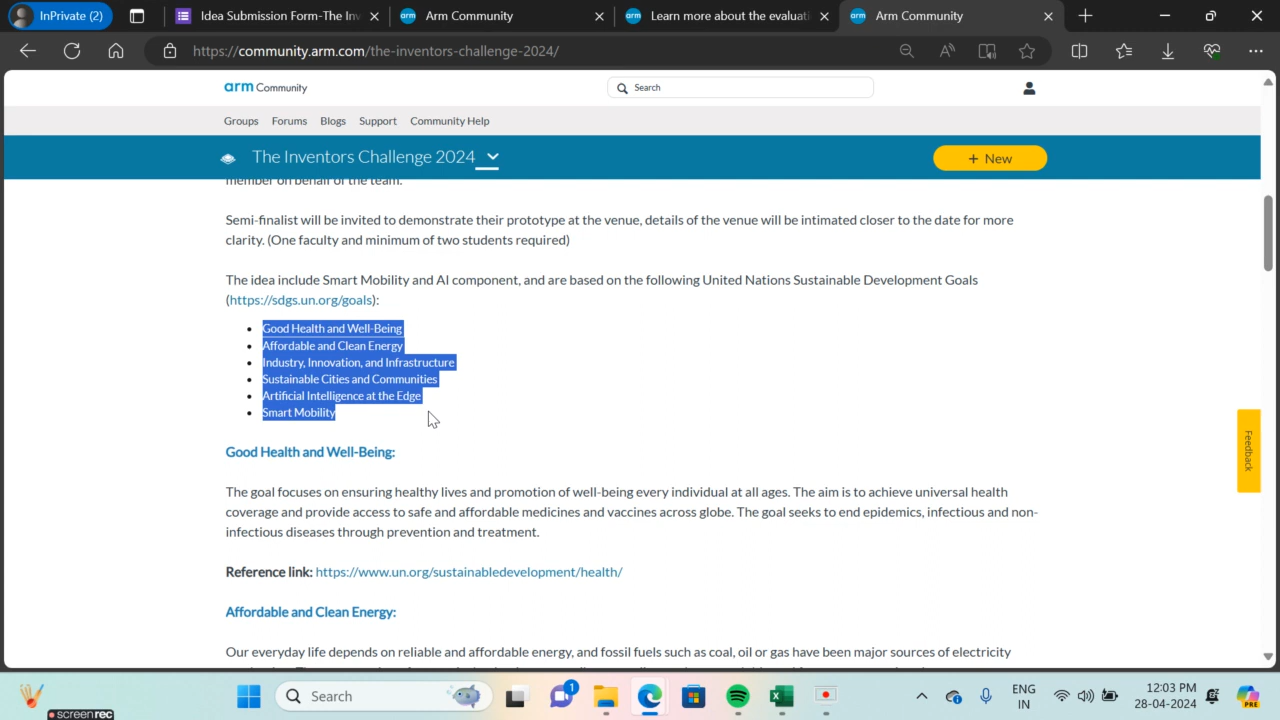 InPrivate (2)
Idea Submission Form-The Inv
Arm Community
Learn more about the evaluati
Arm Community
https://community.arm.com/the-inventors-challenge-2024/
arm Community
Search
Groups
Forums
Blogs
Support
Community Help
The Inventors Challenge 2024
+ New
member on behalf of the team.
Semi-finalist will be invited to demonstrate their prototype at the venue, details of the venue will be intimated closer to the date for more
clarity. (One faculty and minimum of two students required)
The idea include Smart Mobility and AI component, and are based on the following United Nations Sustainable Development Goals
(https://sdgs.un.org/goals):
• Good Health and Well-Being
• Affordable and Clean Energy
• Industry, Innovation, and Infrastructure
• Sustainable Cities and Communities
• Artificial Intelligence at the Edge
• Smart Mobility
Feedback
Good Health and Well-Being:
The goal focuses on ensuring healthy lives and promotion of well-being every individual at all ages. The aim is to achieve universal health
coverage and provide access to safe and affordable medicines and vaccines across globe. The goal seeks to end epidemics, infectious and non-
infectious diseases through prevention and treatment.
Reference link: https://www.un.org/sustainabledevelopment/health/
Affordable and Clean Energy:
Our everyday life depends on reliable and affordable energy, and fossil fuels such as coal, oil or gas have been major sources of electricity
Search
1
ENG
IN
12:03 PM
28-04-2024
PRE
screenrec